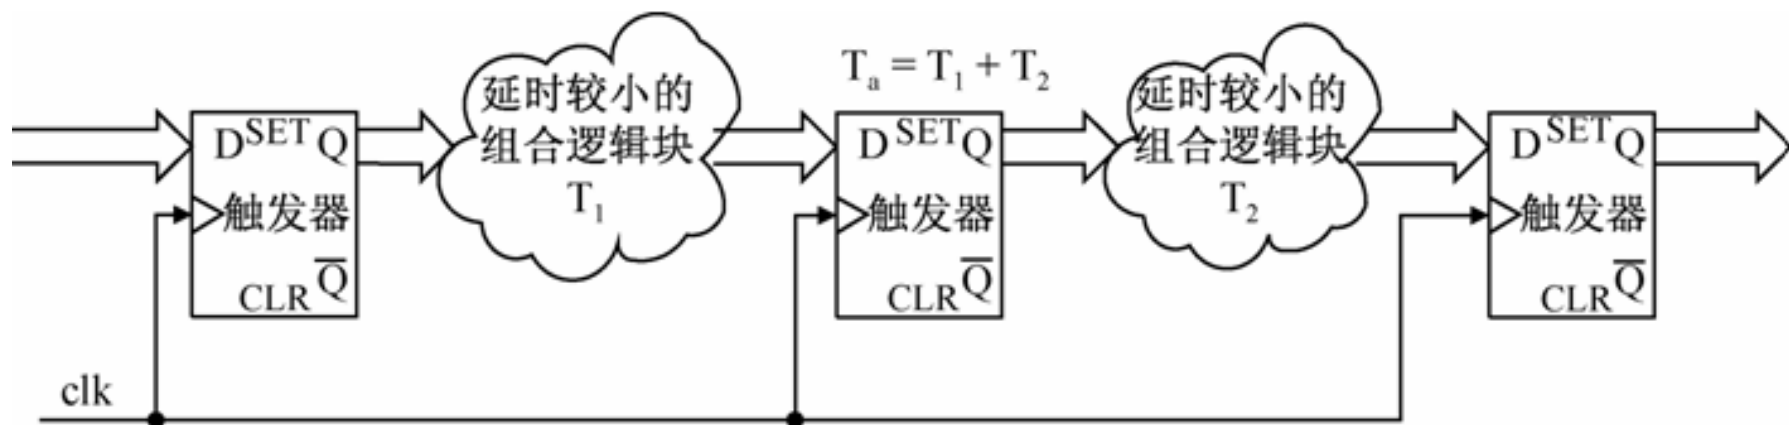 D SET Q
触发器
CLR Q̅
延时较小的
组合逻辑块
T₁
Tₐ = T₁ + T₂
D SET Q
触发器
CLR Q̅
延时较小的
组合逻辑块
T₂
D SET Q
触发器
CLR Q̅
clk